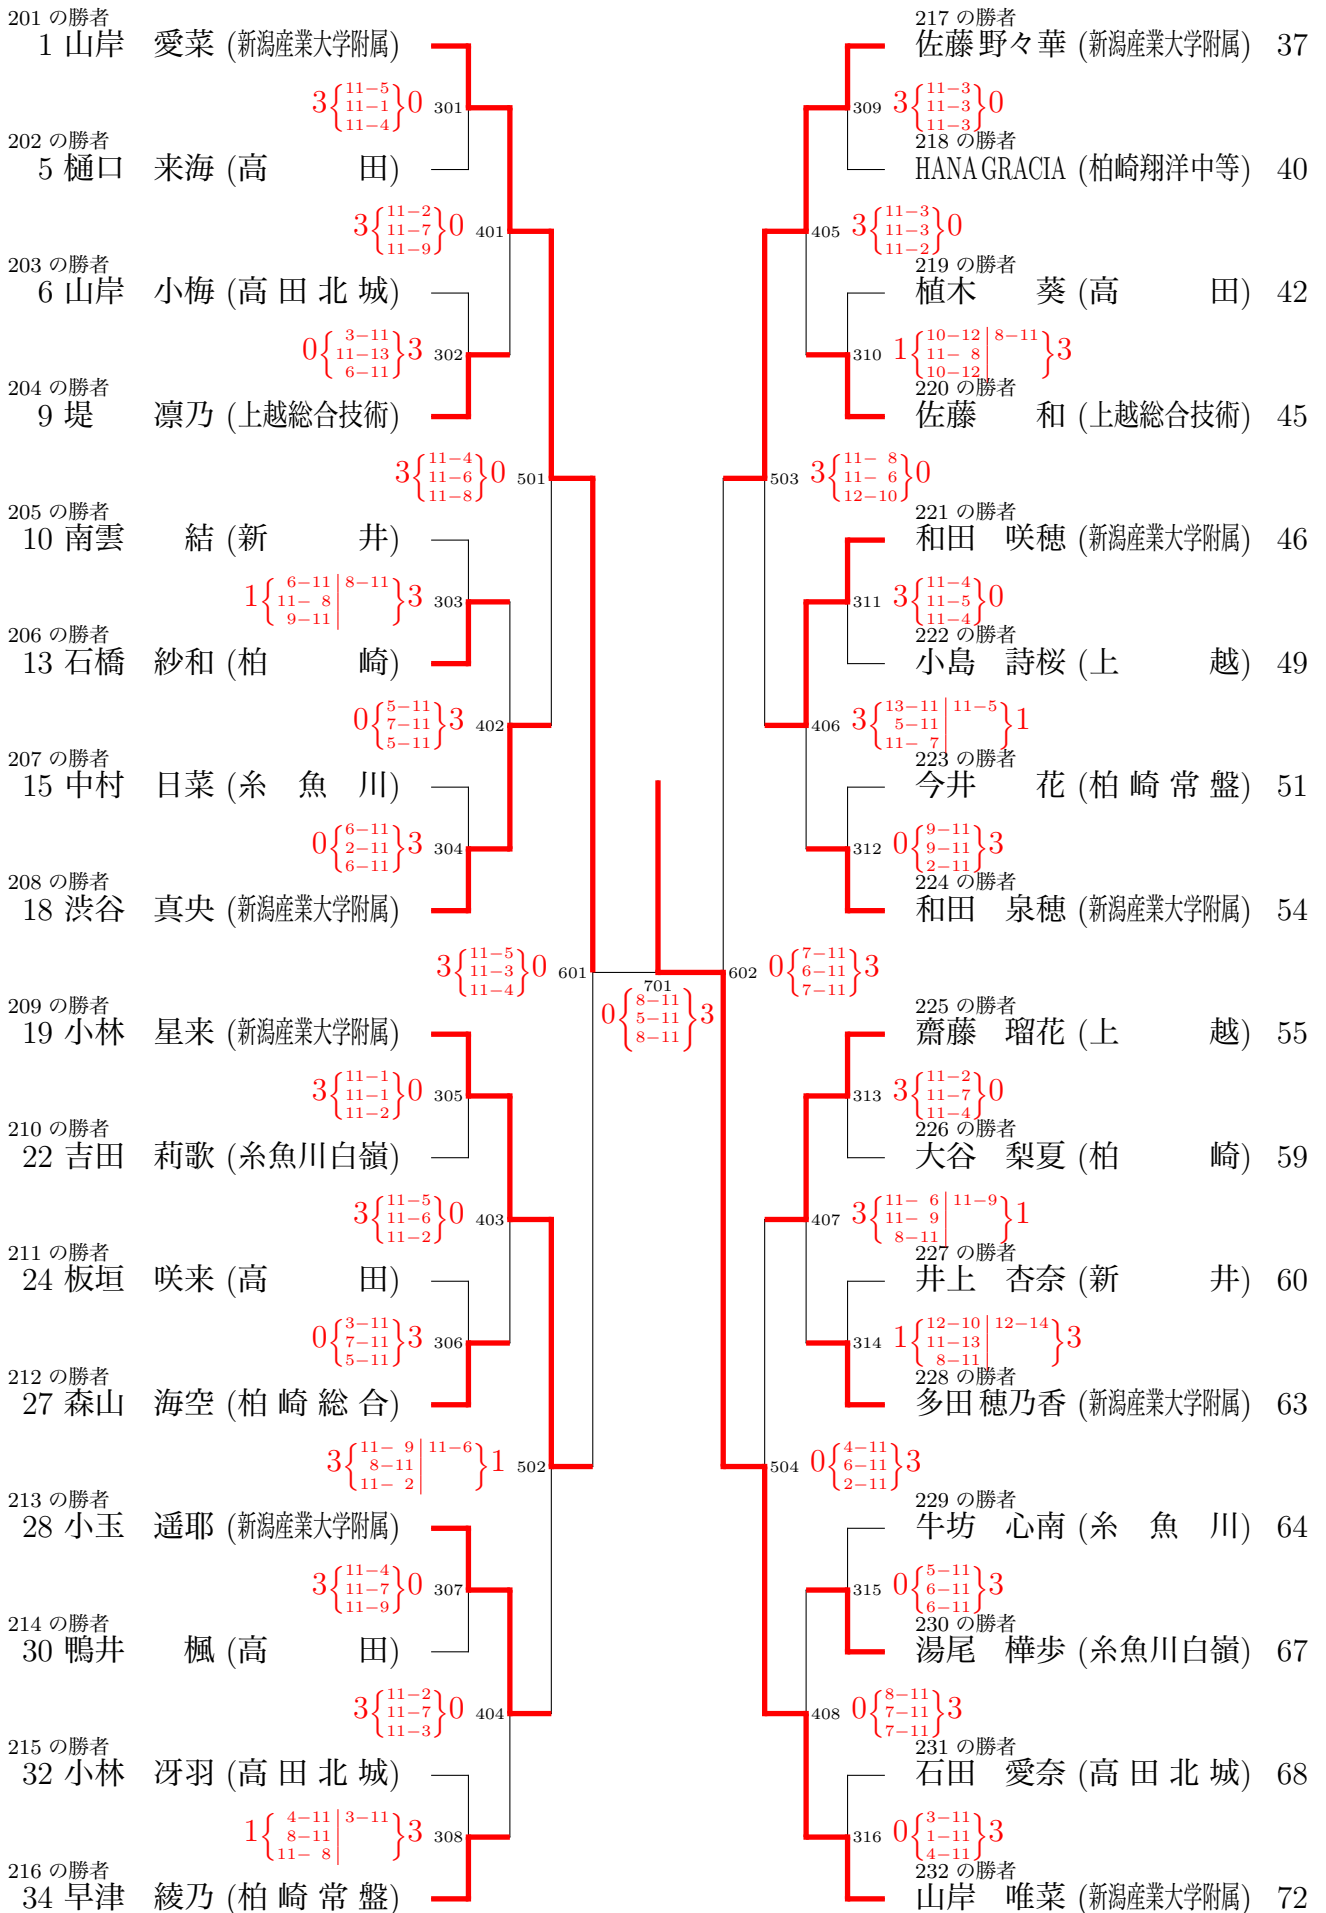 201 の勝者
1 山岸 愛菜 (新潟産業大学附属)
3{11-5 11-1 11-4}0 301
202 の勝者
5 樋口 来海 (高 田)
3{11-2 11-7 11-9}0 401
203 の勝者
6 山岸 小梅 (高田北城)
0{3-11 11-13 6-11}3 302
204 の勝者
9 堤 凛乃 (上越総合技術)
3{11-4 11-6 11-8}0 501
205 の勝者
10 南雲 結 (新 井)
1{6-11 11-8 9-11 | 8-11}3 303
206 の勝者
13 石橋 紗和 (柏 崎)
0{5-11 7-11 5-11}3 402
207 の勝者
15 中村 日菜 (糸 魚 川)
0{6-11 2-11 6-11}3 304
208 の勝者
18 渋谷 真央 (新潟産業大学附属)
3{11-5 11-3 11-4}0 601
209 の勝者
19 小林 星来 (新潟産業大学附属)
3{11-1 11-1 11-2}0 305
210 の勝者
22 吉田 莉歌 (糸魚川白嶺)
3{11-5 11-6 11-2}0 403
211 の勝者
24 板垣 咲来 (高 田)
0{3-11 7-11 5-11}3 306
212 の勝者
27 森山 海空 (柏崎総合)
3{11-9 8-11 11-2 | 11-6}1 502
213 の勝者
28 小玉 遥耶 (新潟産業大学附属)
3{11-4 11-7 11-9}0 307
214 の勝者
30 鴨井 楓 (高 田)
3{11-2 11-7 11-3}0 404
215 の勝者
32 小林 冴羽 (高田北城)
1{4-11 8-11 11-8 | 3-11}3 308
216 の勝者
34 早津 綾乃 (柏崎常盤)
701
0{8-11 5-11 8-11}3
217 の勝者
佐藤野々華 (新潟産業大学附属) 37
309 3{11-3 11-3 11-3}0
218 の勝者
HANA GRACIA (柏崎翔洋中等) 40
405 3{11-3 11-3 11-2}0
219 の勝者
植木 葵 (高 田) 42
310 1{10-12 11-8 10-12 | 8-11}3
220 の勝者
佐藤 和 (上越総合技術) 45
503 3{11-8 11-6 12-10}0
221 の勝者
和田 咲穂 (新潟産業大学附属) 46
311 3{11-4 11-5 11-4}0
222 の勝者
小島 詩桜 (上 越) 49
406 3{13-11 5-11 11-7 | 11-5}1
223 の勝者
今井 花 (柏崎常盤) 51
312 0{9-11 9-11 2-11}3
224 の勝者
和田 泉穂 (新潟産業大学附属) 54
602 0{7-11 6-11 7-11}3
225 の勝者
齋藤 瑠花 (上 越) 55
313 3{11-2 11-7 11-4}0
226 の勝者
大谷 梨夏 (柏 崎) 59
407 3{11-6 11-9 8-11 | 11-9}1
227 の勝者
井上 杏奈 (新 井) 60
314 1{12-10 11-13 8-11 | 12-14}3
228 の勝者
多田穂乃香 (新潟産業大学附属) 63
504 0{4-11 6-11 2-11}3
229 の勝者
牛坊 心南 (糸 魚 川) 64
315 0{5-11 6-11 6-11}3
230 の勝者
湯尾 樺歩 (糸魚川白嶺) 67
408 0{8-11 7-11 7-11}3
231 の勝者
石田 愛奈 (高田北城) 68
316 0{3-11 1-11 4-11}3
232 の勝者
山岸 唯菜 (新潟産業大学附属) 72